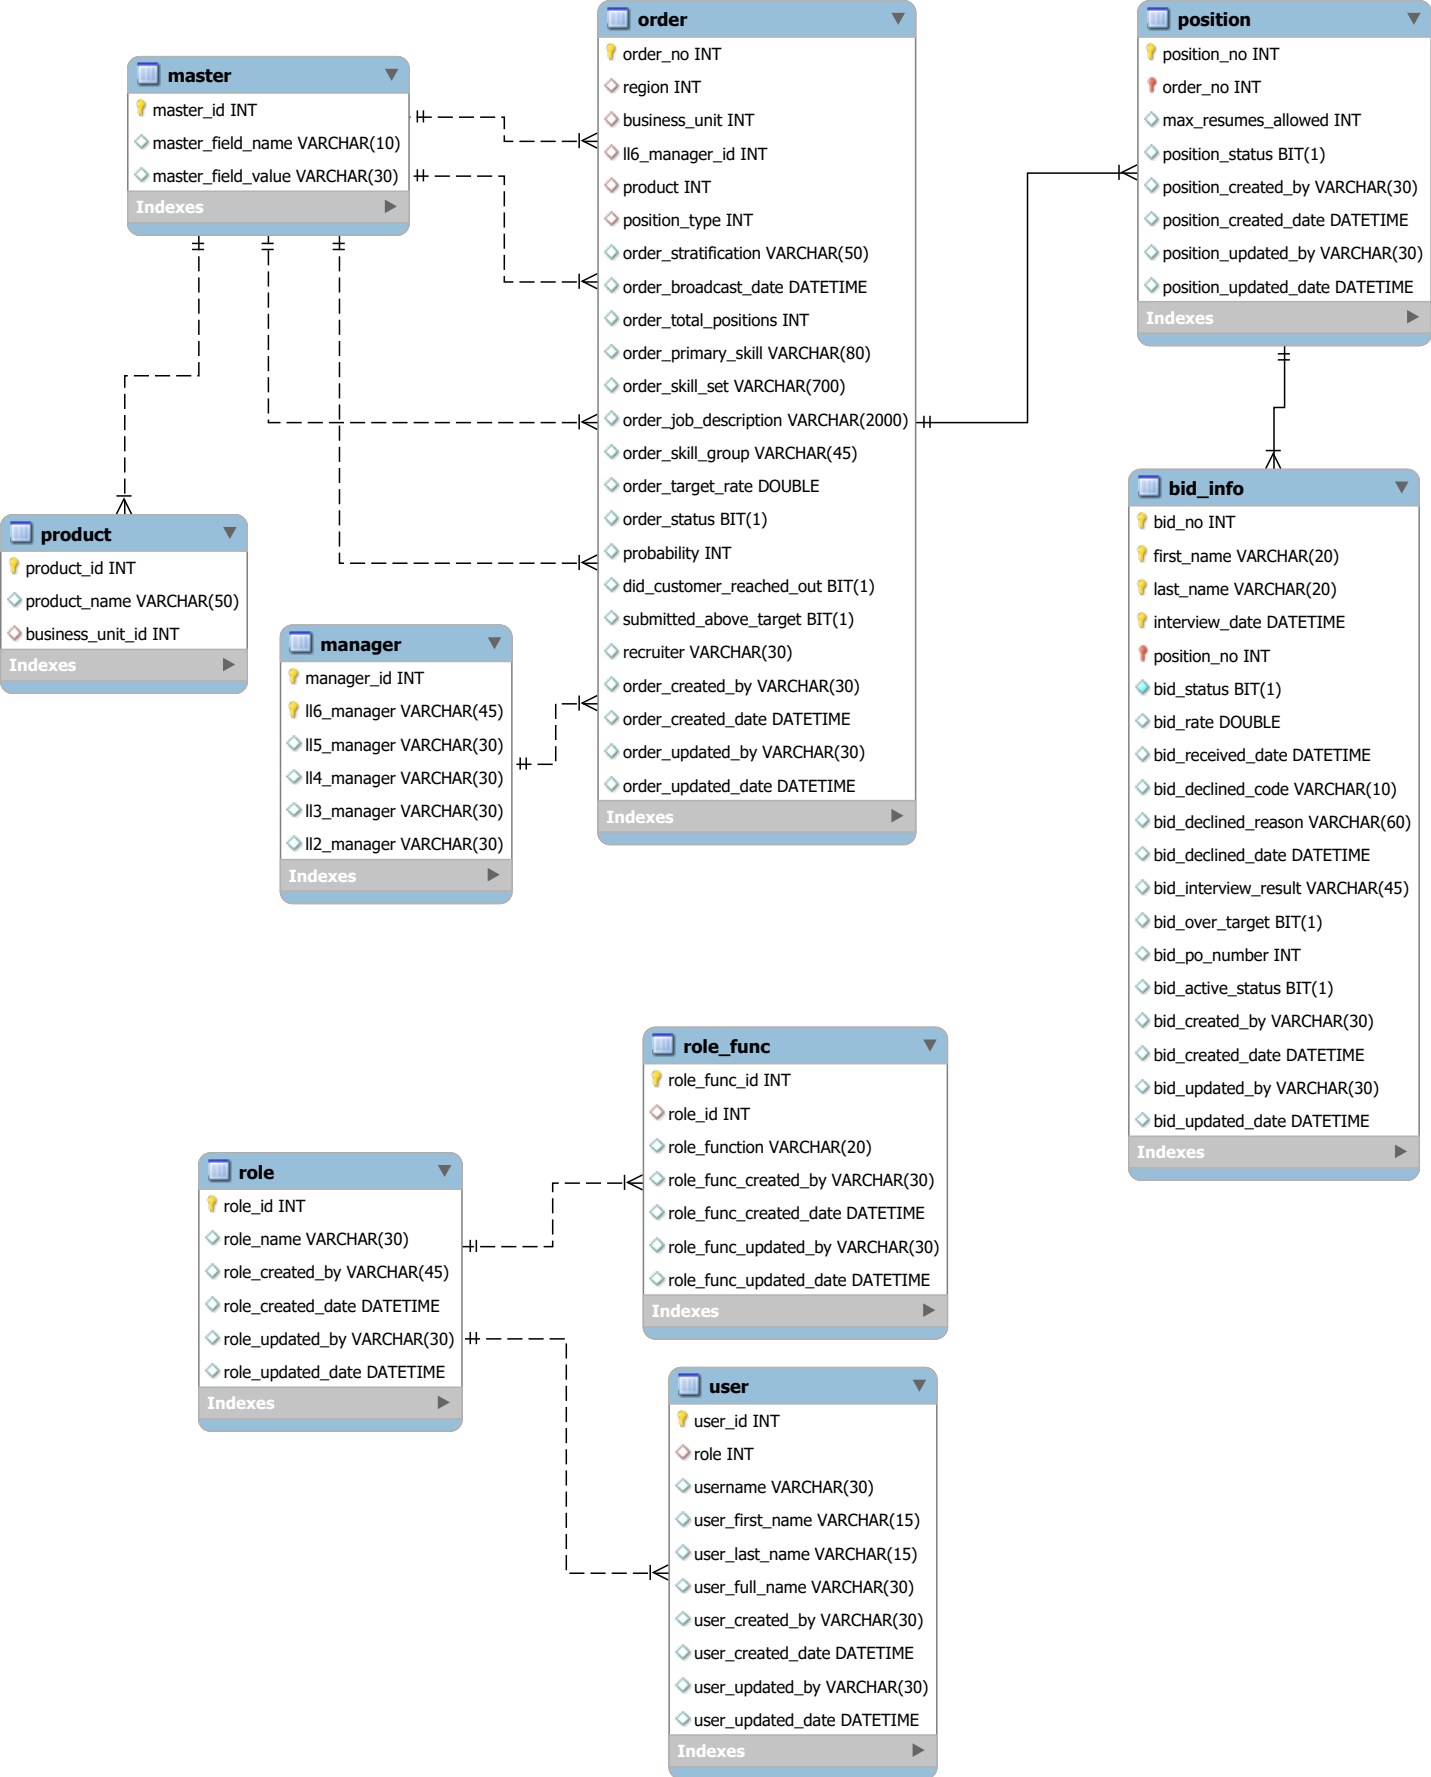 order
order_no INT
region INT
business_unit INT
ll6_manager_id INT
product INT
position_type INT
order_stratification VARCHAR(50)
order_broadcast_date DATETIME
order_total_positions INT
order_primary_skill VARCHAR(80)
order_skill_set VARCHAR(700)
order_job_description VARCHAR(2000)
order_skill_group VARCHAR(45)
order_target_rate DOUBLE
order_status BIT(1)
probability INT
did_customer_reached_out BIT(1)
submitted_above_target BIT(1)
recruiter VARCHAR(30)
order_created_by VARCHAR(30)
order_created_date DATETIME
order_updated_by VARCHAR(30)
order_updated_date DATETIME
Indexes
position
position_no INT
order_no INT
max_resumes_allowed INT
position_status BIT(1)
position_created_by VARCHAR(30)
position_created_date DATETIME
position_updated_by VARCHAR(30)
position_updated_date DATETIME
Indexes
master
master_id INT
master_field_name VARCHAR(10)
master_field_value VARCHAR(30)
Indexes
product
product_id INT
product_name VARCHAR(50)
business_unit_id INT
Indexes
manager
manager_id INT
ll6_manager VARCHAR(45)
ll5_manager VARCHAR(30)
ll4_manager VARCHAR(30)
ll3_manager VARCHAR(30)
ll2_manager VARCHAR(30)
Indexes
bid_info
bid_no INT
first_name VARCHAR(20)
last_name VARCHAR(20)
interview_date DATETIME
position_no INT
bid_status BIT(1)
bid_rate DOUBLE
bid_received_date DATETIME
bid_declined_code VARCHAR(10)
bid_declined_reason VARCHAR(60)
bid_declined_date DATETIME
bid_interview_result VARCHAR(45)
bid_over_target BIT(1)
bid_po_number INT
bid_active_status BIT(1)
bid_created_by VARCHAR(30)
bid_created_date DATETIME
bid_updated_by VARCHAR(30)
bid_updated_date DATETIME
Indexes
role_func
role_func_id INT
role_id INT
role_function VARCHAR(20)
role_func_created_by VARCHAR(30)
role_func_created_date DATETIME
role_func_updated_by VARCHAR(30)
role_func_updated_date DATETIME
Indexes
role
role_id INT
role_name VARCHAR(30)
role_created_by VARCHAR(45)
role_created_date DATETIME
role_updated_by VARCHAR(30)
role_updated_date DATETIME
Indexes
user
user_id INT
role INT
username VARCHAR(30)
user_first_name VARCHAR(15)
user_last_name VARCHAR(15)
user_full_name VARCHAR(30)
user_created_by VARCHAR(30)
user_created_date DATETIME
user_updated_by VARCHAR(30)
user_updated_date DATETIME
Indexes